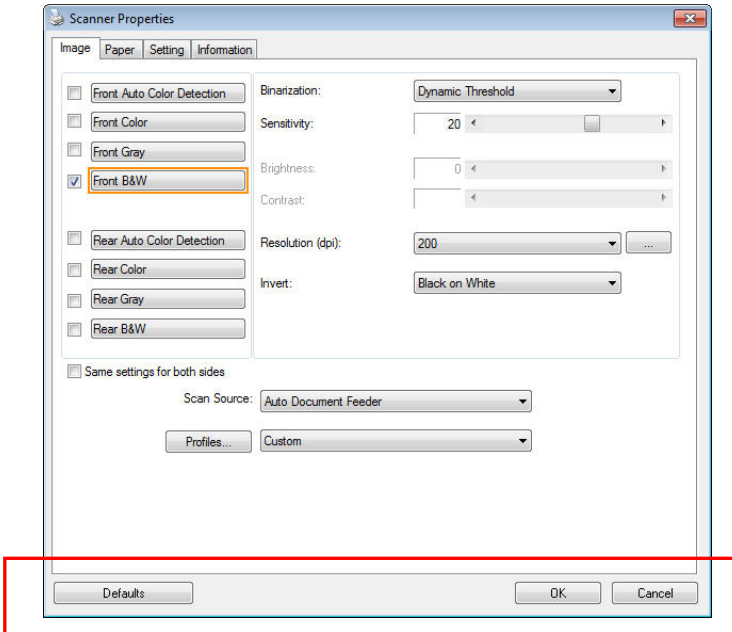 Scanner Properties
Image Paper Setting Information
Front Auto Color Detection
Front Color
Front Gray
Front B&W
Rear Auto Color Detection
Rear Color
Rear Gray
Rear B&W
Binarization: Dynamic Threshold
Sensitivity: 20
Brightness: 0
Contrast:
Resolution (dpi): 200 ...
Invert: Black on White
Same settings for both sides
Scan Source: Auto Document Feeder
Profiles... Custom
Defaults OK Cancel